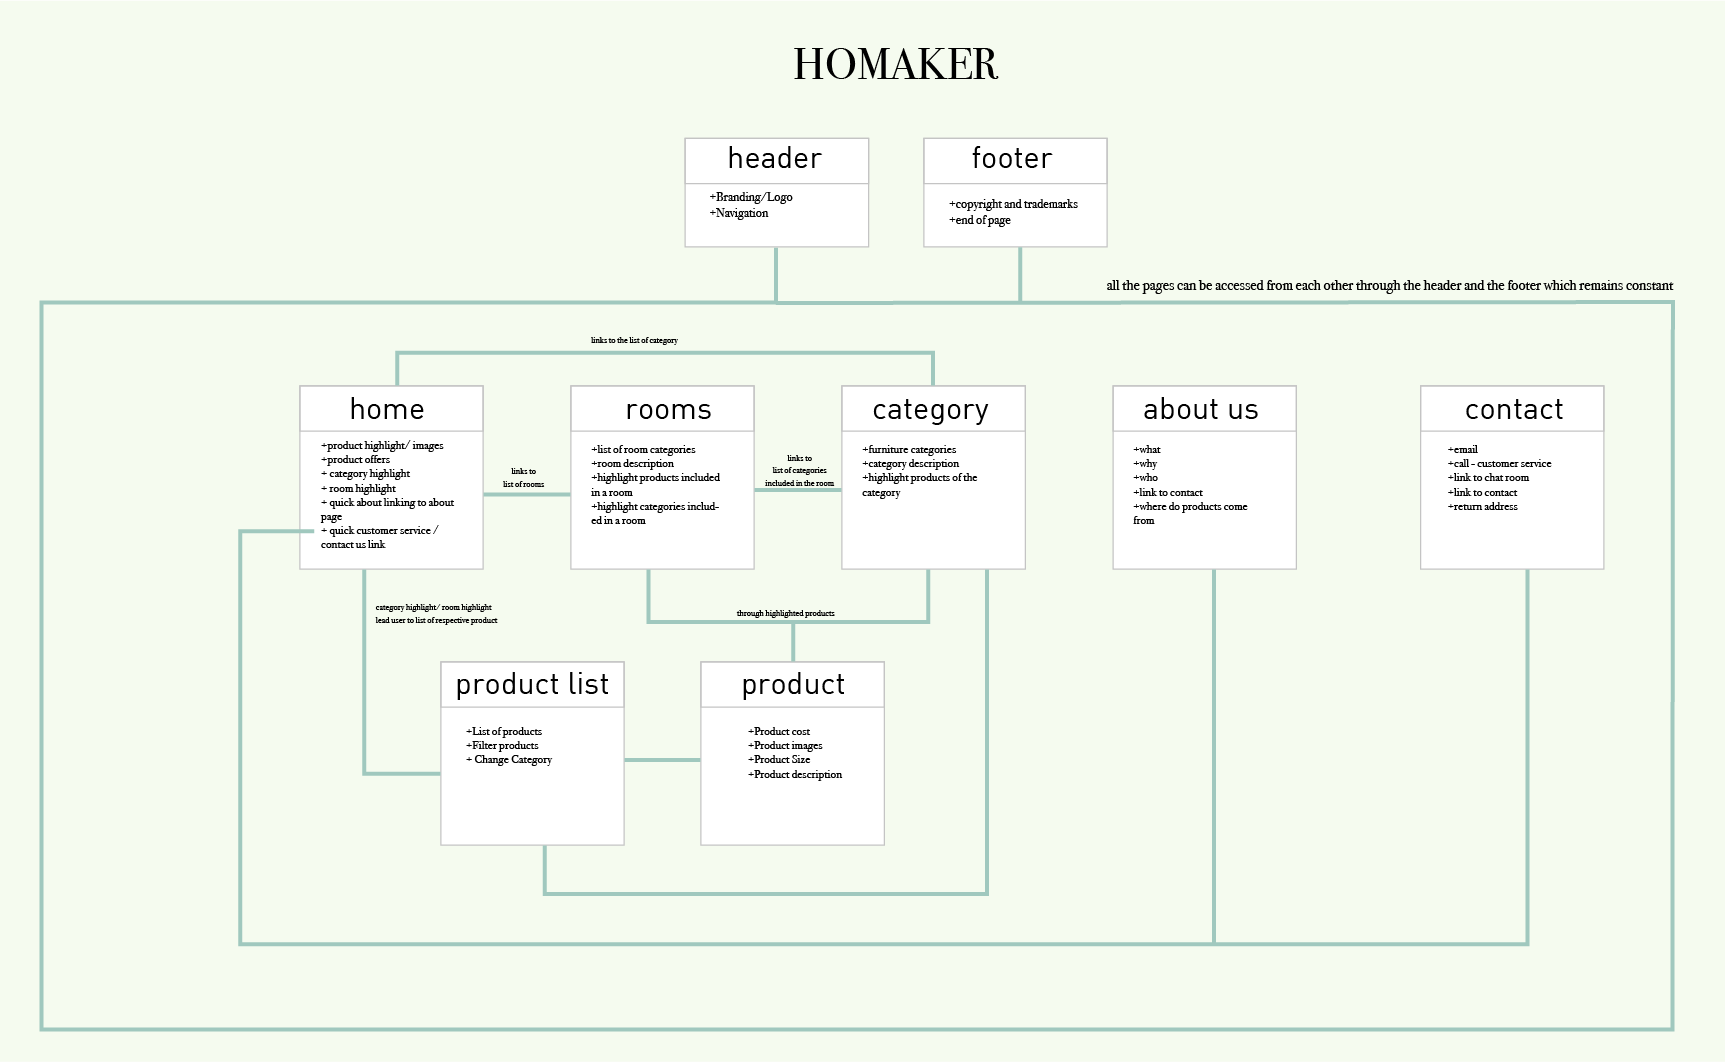 HOMAKER
header
+Branding/Logo
+Navigation
footer
+copyright and trademarks
+end of page
all the pages can be accessed from each other through the header and the footer which remains constant
links to the list of category
home
+product highlight/ images
+product offers
+ category highlight
+ room highlight
+ quick about linking to about
page
+ quick customer service /
contact us link
links to
list of rooms
rooms
+list of room categories
+room description
+highlight products included
in a room
+highlight categories includ-
ed in a room
links to
list of categories
included in the room
category
+furniture categories
+category description
+highlight products of the
category
about us
+what
+why
+who
+link to contact
+where do products come
from
contact
+email
+call - customer service
+link to chat room
+link to contact
+return address
category highlight/ room highlight
lead user to list of respective product
through highlighted products
product list
+List of products
+Filter products
+ Change Category
product
+Product cost
+Product images
+Product Size
+Product description